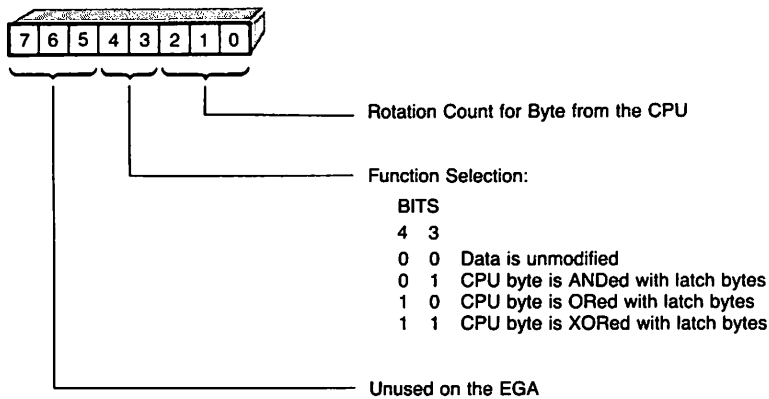 7 6 5 4 3 2 1 0
Rotation Count for Byte from the CPU
Function Selection:
BITS
4 3
0 0 Data is unmodified
0 1 CPU byte is ANDed with latch bytes
1 0 CPU byte is ORed with latch bytes
1 1 CPU byte is XORed with latch bytes
Unused on the EGA